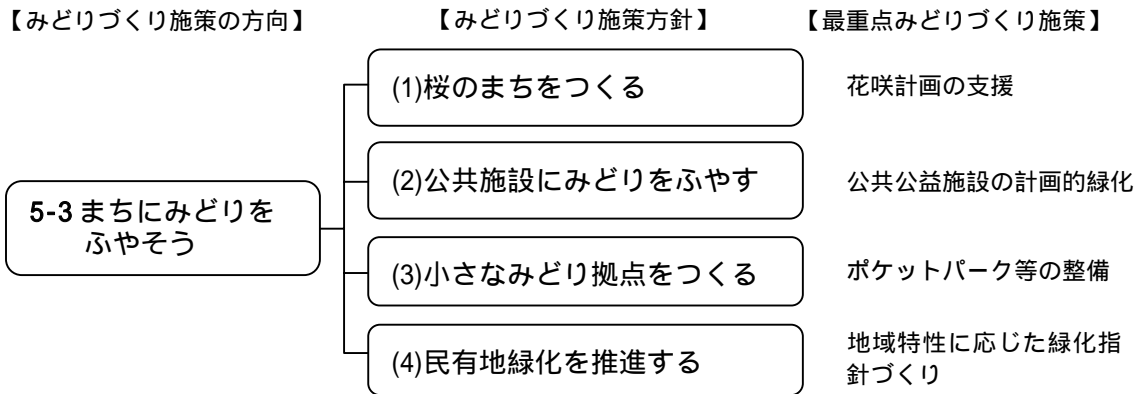 【みどりづくり施策の方向】 【みどりづくり施策方針】 【最重点みどりづくり施策】
(1)桜のまちをつくる 花咲計画の支援
(2)公共施設にみどりをふやす 公共公益施設の計画的緑化
5-3 まちにみどりを
ふやそう
(3)小さなみどり拠点をつくる ポケットパーク等の整備
(4)民有地緑化を推進する 地域特性に応じた緑化指
針づくり